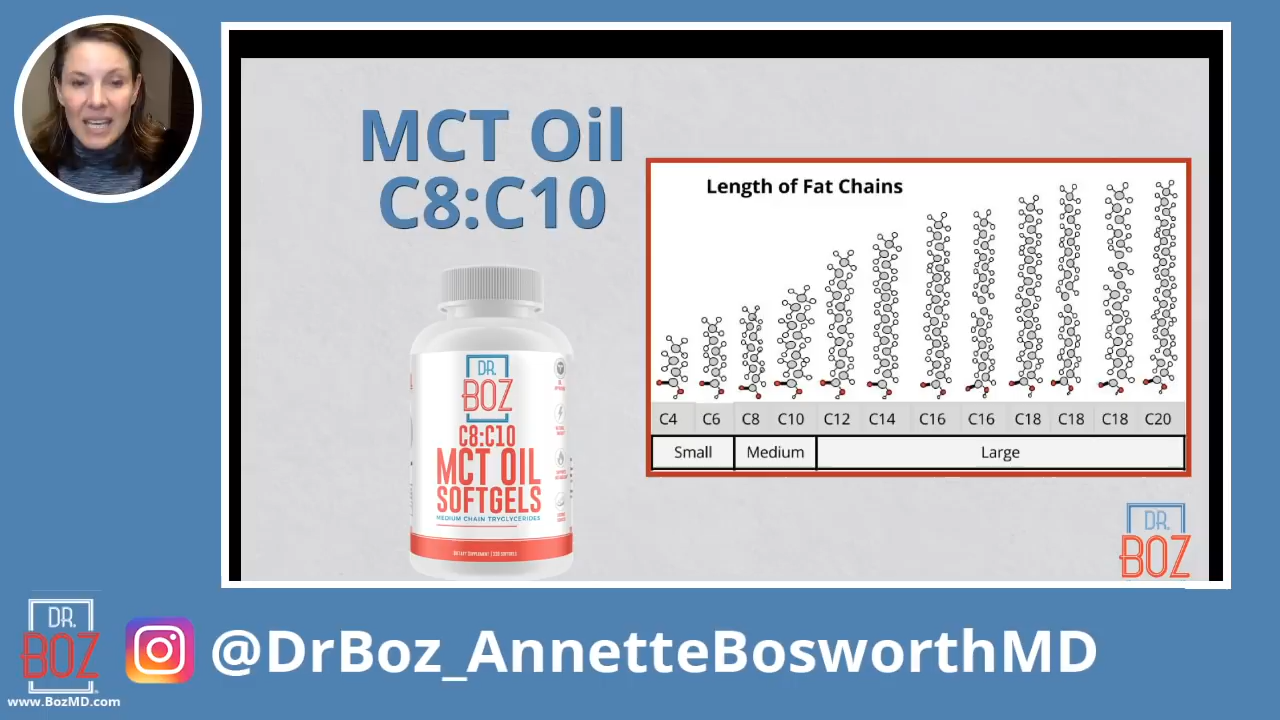 MCT Oil
C8:C10
Length of Fat Chains
C4 C6 C8 C10 C12 C14 C16 C16 C18 C18 C18 C20
Small Medium Large
DR.
BOZ
C8:C10
MCT OIL
SOFTGELS
MEDIUM CHAIN TRYGLYCERIDES
DR.
BOZ
DR.
BOZ
@DrBoz_AnnetteBosworthMD
www.BozMD.com